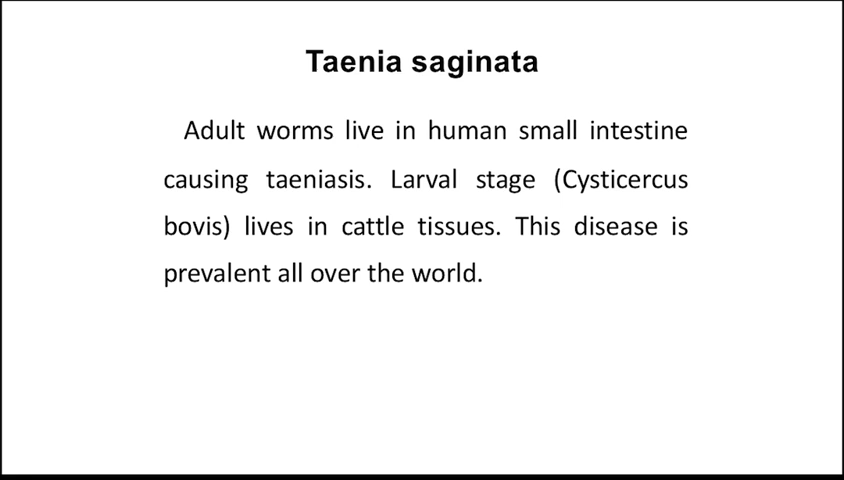 Taenia saginata
Adult worms live in human small intestine
causing taeniasis. Larval stage (Cysticercus
bovis) lives in cattle tissues. This disease is
prevalent all over the world.